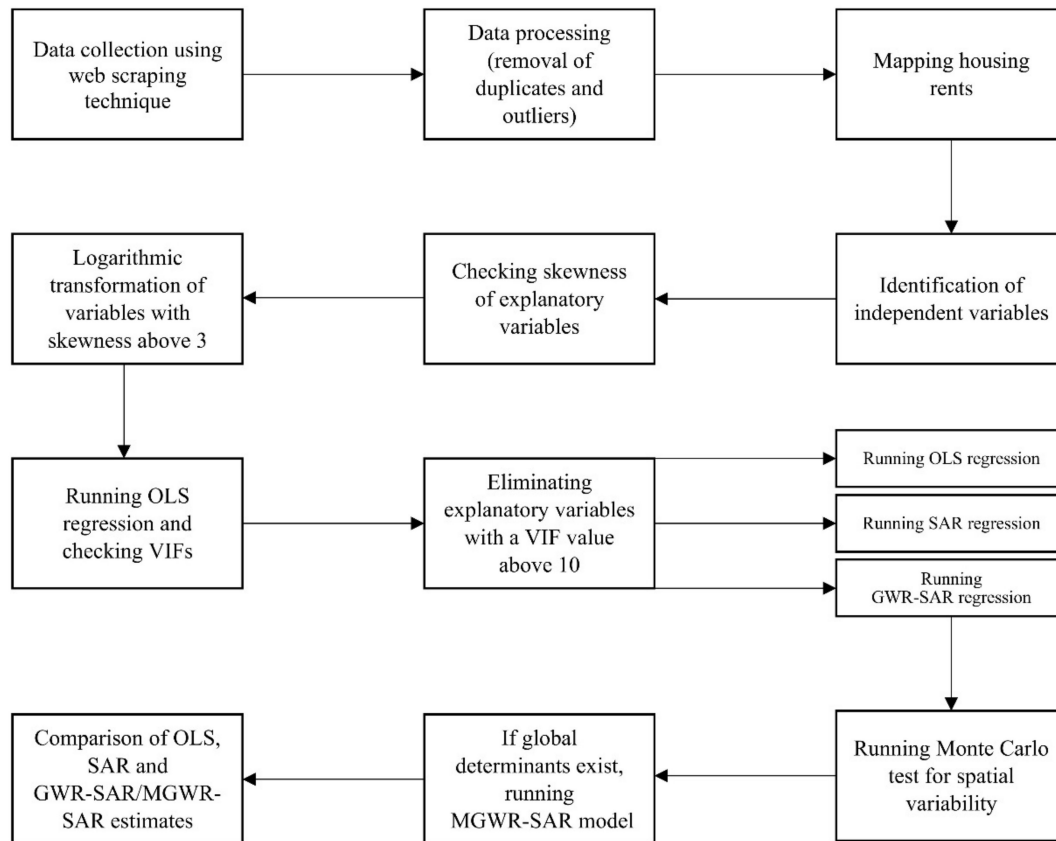 Data collection using
web scraping
technique
Data processing
(removal of
duplicates and
outliers)
Mapping housing
rents
Identification of
independent variables
Checking skewness
of explanatory
variables
Logarithmic
transformation of
variables with
skewness above 3
Running OLS
regression and
checking VIFs
Eliminating
explanatory variables
with a VIF value
above 10
Running OLS regression
Running SAR regression
Running
GWR-SAR regression
Running Monte Carlo
test for spatial
variability
If global
determinants exist,
running
MGWR-SAR model
Comparison of OLS,
SAR and
GWR-SAR/MGWR-
SAR estimates